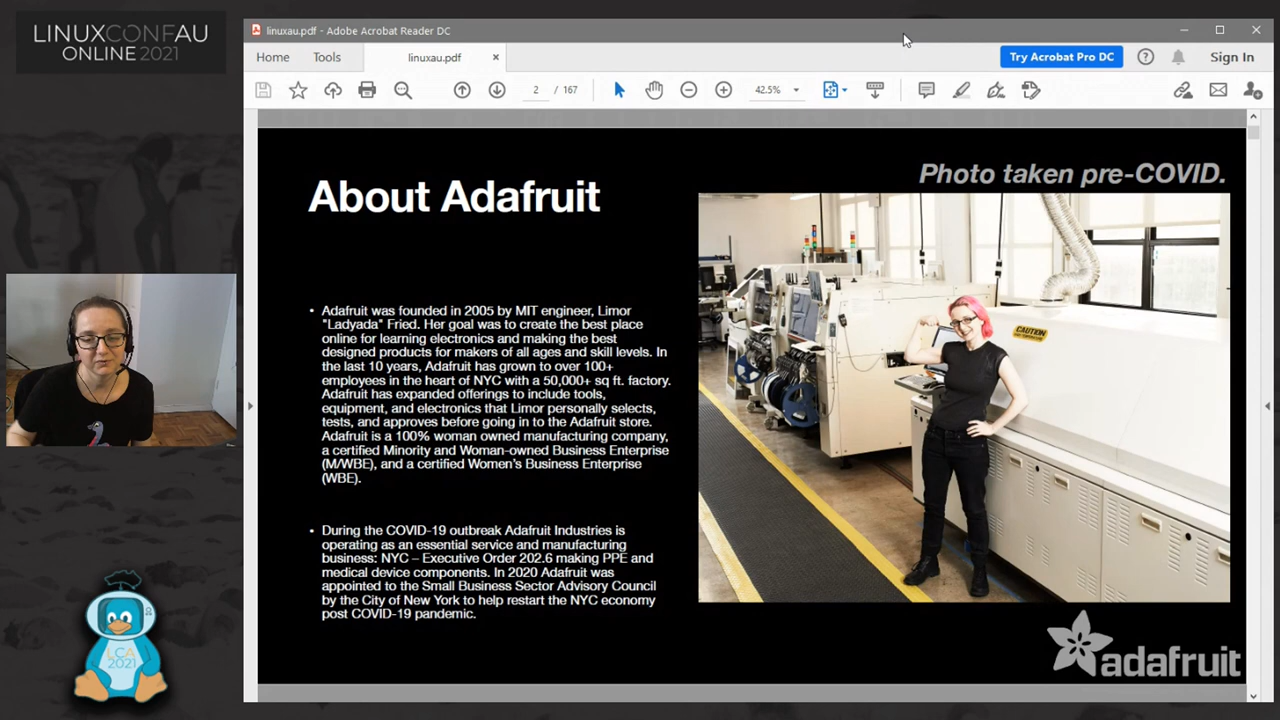 LINUXCONFAU
ONLINE 2021
linuxau.pdf - Adobe Acrobat Reader DC
Home
Tools
linuxau.pdf
Try Acrobat Pro DC
Sign In
2 / 167
42.5%
About Adafruit
Photo taken pre-COVID.
• Adafruit was founded in 2005 by MIT engineer, Limor
"Ladyada" Fried. Her goal was to create the best place
online for learning electronics and making the best
designed products for makers of all ages and skill levels. In
the last 10 years, Adafruit has grown to over 100+
employees in the heart of NYC with a 50,000+ sq ft. factory.
Adafruit has expanded offerings to include tools,
equipment, and electronics that Limor personally selects,
tests, and approves before going in to the Adafruit store.
Adafruit is a 100% woman owned manufacturing company,
a certified Minority and Woman-owned Business Enterprise
(M/WBE), and a certified Women's Business Enterprise
(WBE).
• During the COVID-19 outbreak Adafruit Industries is
operating as an essential service and manufacturing
business: NYC – Executive Order 202.6 making PPE and
medical device components. In 2020 Adafruit was
appointed to the Small Business Sector Advisory Council
by the City of New York to help restart the NYC economy
post COVID-19 pandemic.
CAUTION
adafruit
LCA
2021